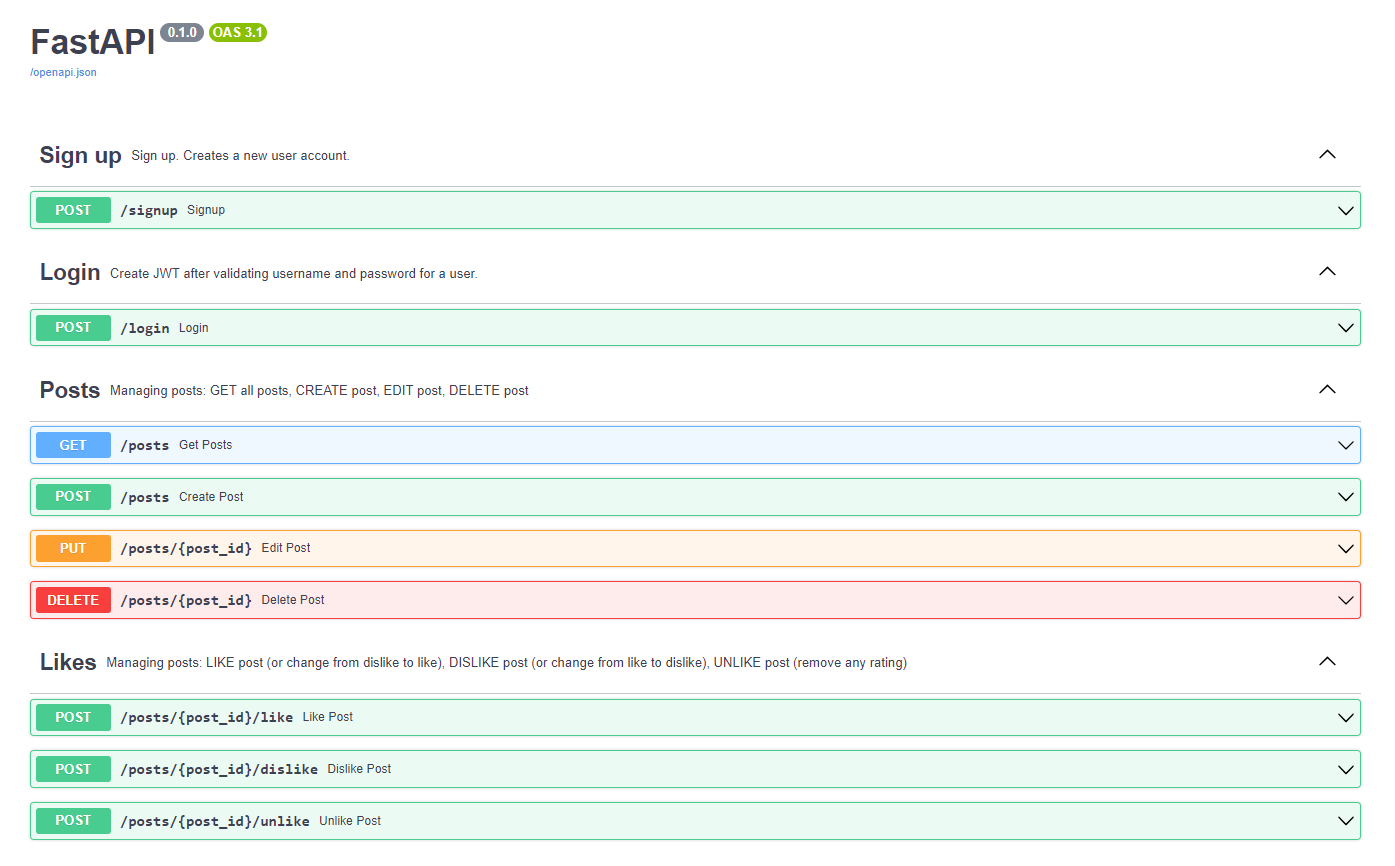 FastAPI 0.1.0 OAS 3.1
/openapi.json
Sign up Sign up. Creates a new user account.
POST /signup Signup
Login Create JWT after validating username and password for a user.
POST /login Login
Posts Managing posts: GET all posts, CREATE post, EDIT post, DELETE post
GET /posts Get Posts
POST /posts Create Post
PUT /posts/{post_id} Edit Post
DELETE /posts/{post_id} Delete Post
Likes Managing posts: LIKE post (or change from dislike to like), DISLIKE post (or change from like to dislike), UNLIKE post (remove any rating)
POST /posts/{post_id}/like Like Post
POST /posts/{post_id}/dislike Dislike Post
POST /posts/{post_id}/unlike Unlike Post